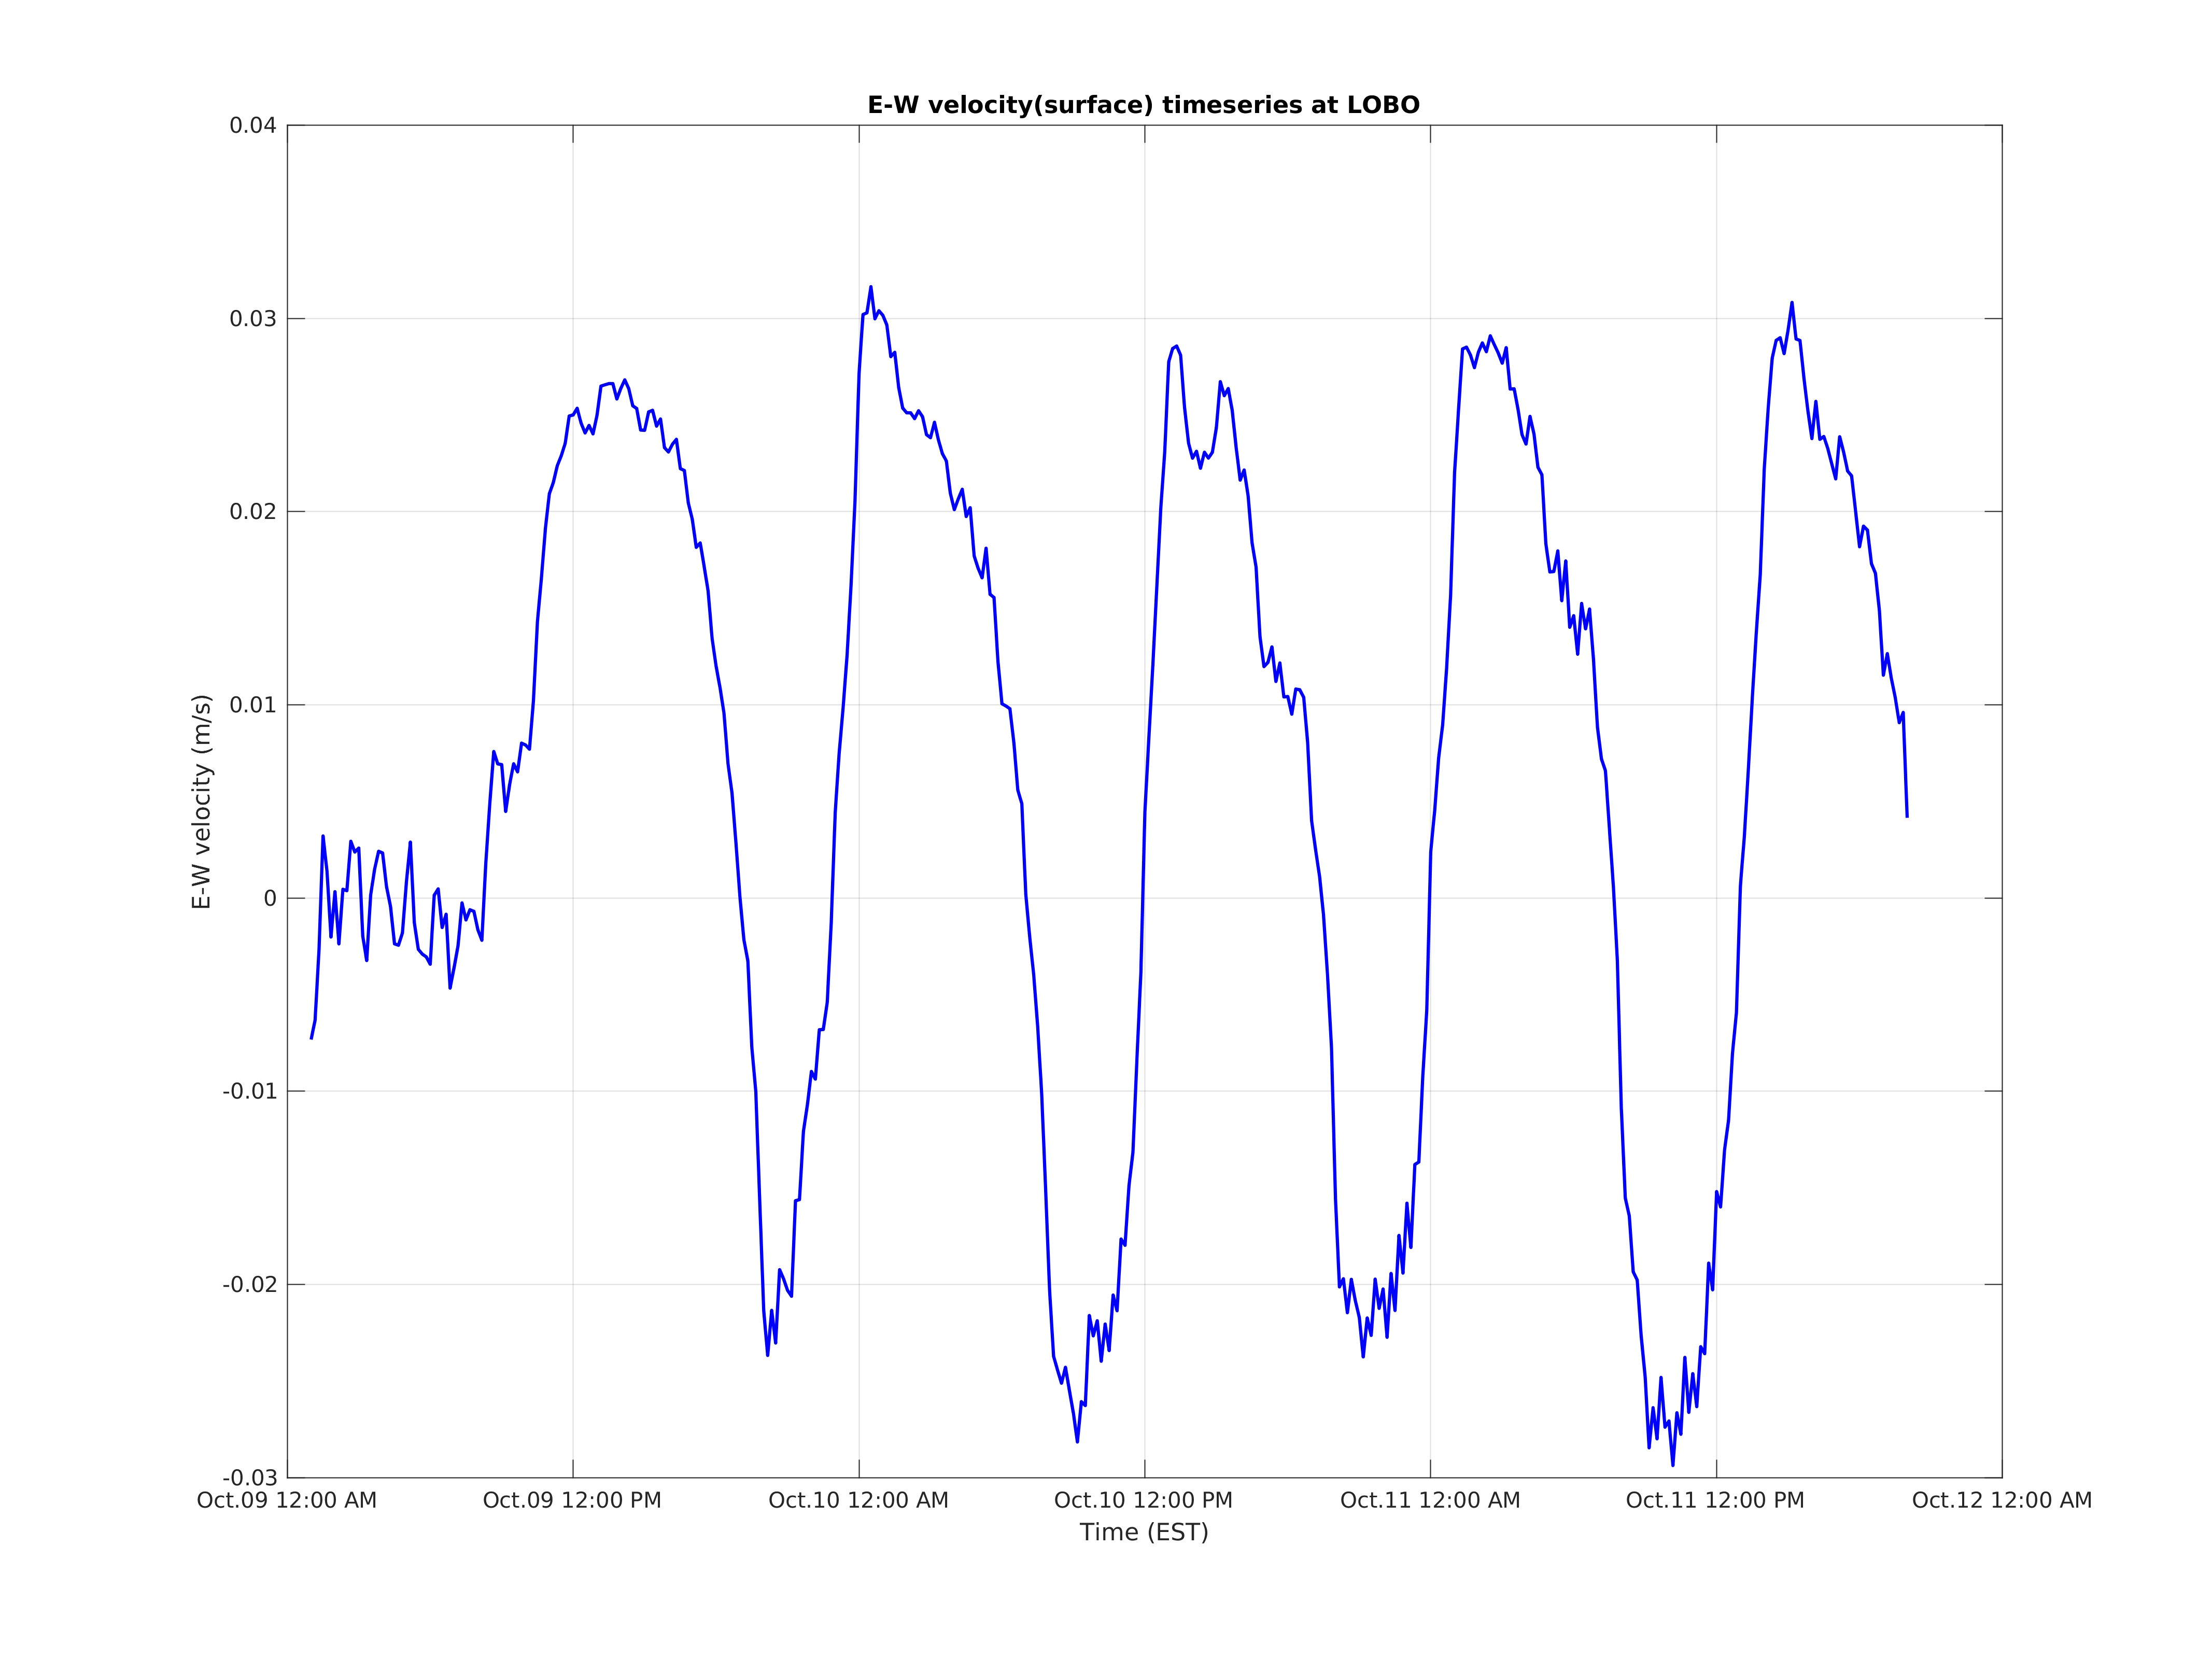 E-W velocity(surface) timeseries at LOBO
0.04
0.03
0.02
0.01
0
-0.01
-0.02
-0.03
E-W velocity (m/s)
Oct.09 12:00 AM Oct.09 12:00 PM Oct.10 12:00 AM Oct.10 12:00 PM Oct.11 12:00 AM Oct.11 12:00 PM Oct.12 12:00 AM
Time (EST)